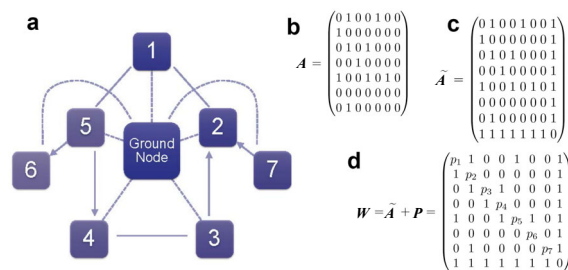 a
1
5
2
Ground
Node
6
7
4
3
b
A =
0 1 0 0 1 0 0
1 0 0 0 0 0 0
0 1 0 1 0 0 0
0 0 1 0 0 0 0
1 0 0 1 0 1 0
0 0 0 0 0 0 0
0 1 0 0 0 0 0
c
Ã =
0 1 0 0 1 0 0 1
1 0 0 0 0 0 0 1
0 1 0 1 0 0 0 1
0 0 1 0 0 0 0 1
1 0 0 1 0 1 0 1
0 0 0 0 0 0 0 1
0 1 0 0 0 0 0 1
1 1 1 1 1 1 1 0
d
W = Ã + P =
p₁ 1 0 0 1 0 0 1
1 p₂ 0 0 0 0 0 1
0 1 p₃ 1 0 0 0 1
0 0 1 p₄ 0 0 0 1
1 0 0 1 p₅ 1 0 1
0 0 0 0 0 p₆ 0 1
0 1 0 0 0 0 p₇ 1
1 1 1 1 1 1 1 0